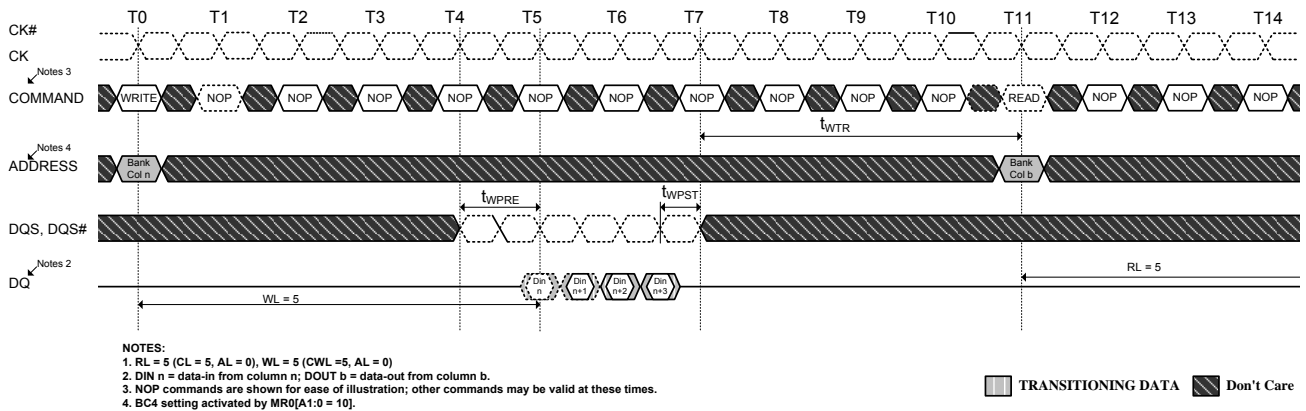 T0 T1 T2 T3 T4 T5 T6 T7 T8 T9 T10 T11 T12 T13 T14
CK#
CK
Notes 3
COMMAND WRITE NOP NOP NOP NOP NOP NOP NOP NOP NOP NOP READ NOP NOP NOP
tWTR
Notes 4
ADDRESS Bank Col n Bank Col b
tWPRE tWPST
DQS, DQS#
Notes 2
DQ Din n Din n+1 Din n+2 Din n+3
RL = 5
WL = 5
NOTES:
1. RL = 5 (CL = 5, AL = 0), WL = 5 (CWL =5, AL = 0)
2. DIN n = data-in from column n; DOUT b = data-out from column b.
3. NOP commands are shown for ease of illustration; other commands may be valid at these times.
4. BC4 setting activated by MR0[A1:0 = 10].
TRANSITIONING DATA Don't Care